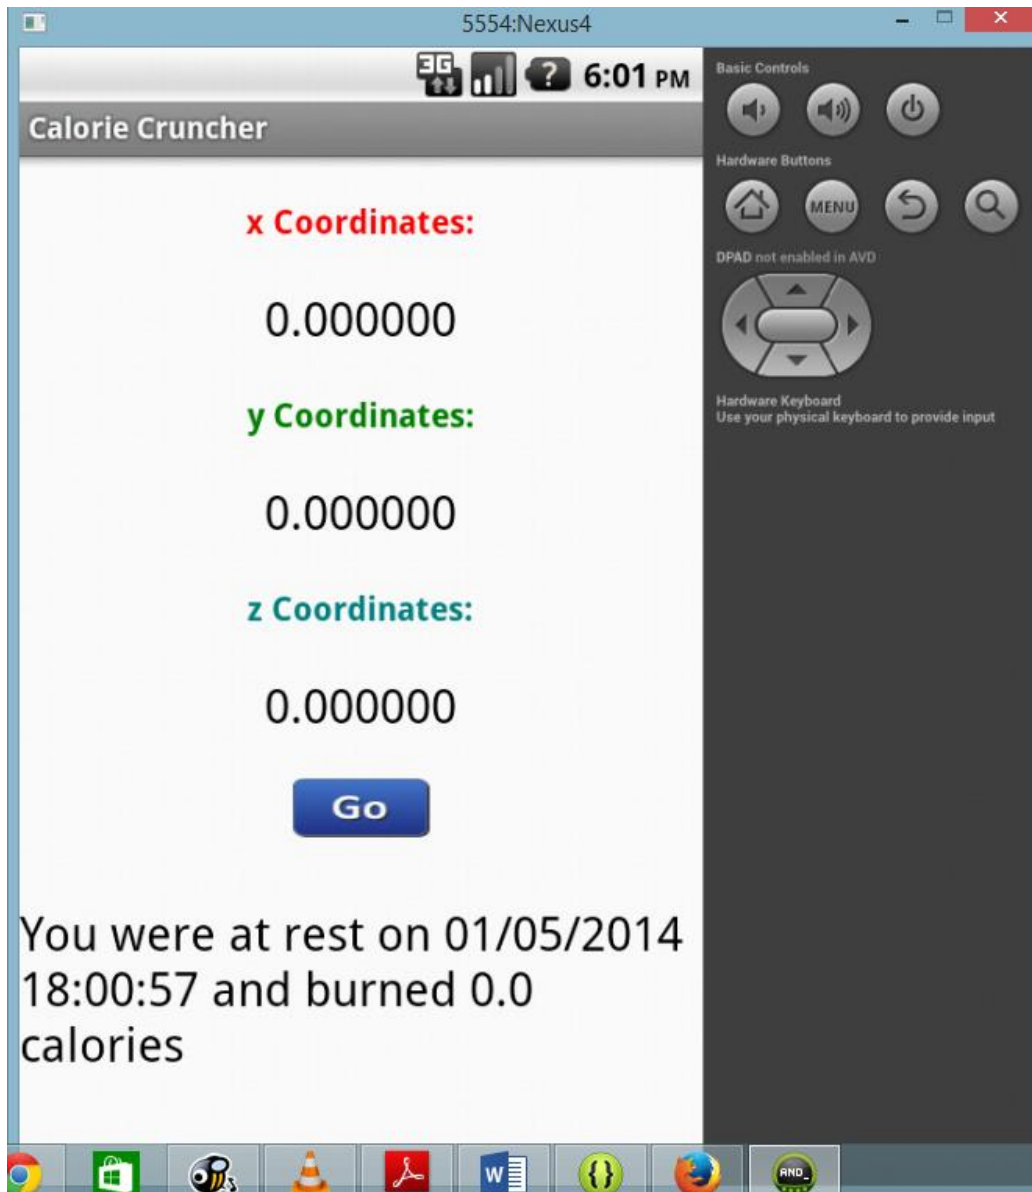 5554:Nexus4
3G 6:01 PM
Calorie Cruncher
x Coordinates:
0.000000
y Coordinates:
0.000000
z Coordinates:
0.000000
Go
You were at rest on 01/05/2014
18:00:57 and burned 0.0
calories
Basic Controls
Hardware Buttons
MENU
DPAD not enabled in AVD
Hardware Keyboard
Use your physical keyboard to provide input
W
AND_